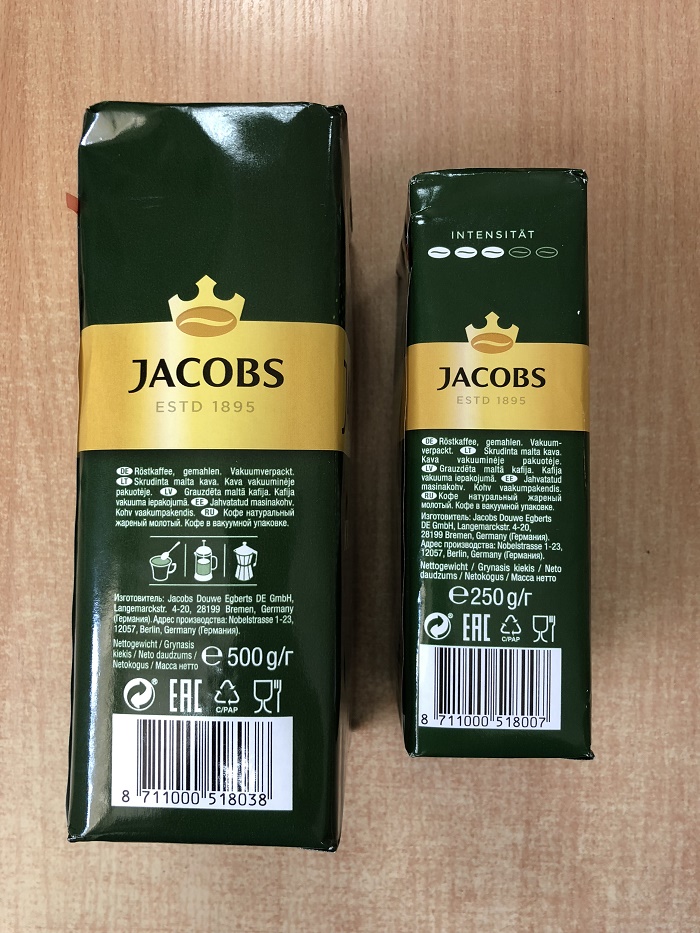 JACOBS
ESTD 1895
DE Röstkaffee, gemahlen. Vakuumverpackt.
LT Skrudinta malta kava. Kava vakuuminėje
pakuotėje. LV Grauzdēta maltā kafija. Kafija
vakuuma iepakojumā. EE Jahvatatud masinakohv.
Kohv vaakumpakendis. RU Кофе натуральный
жареный молотый. Кофе в вакуумной упаковке.
Изготовитель: Jacobs Douwe Egberts DE GmbH,
Langemarckstr. 4-20, 28199 Bremen, Germany
(Германия). Адрес производства: Nobelstrasse 1-23,
12057, Berlin, Germany (Германия).
Nettogewicht / Grynasis
kiekis / Neto daudzums /
Netokogus / Масса нетто
℮ 500 g/г
EAC
C/PAP
8 711000 518038
INTENSITÄT
JACOBS
ESTD 1895
DE Röstkaffee, gemahlen. Vakuum-
verpackt. LT Skrudinta malta kava.
Kava vakuuminėje pakuotėje.
LV Grauzdēta maltā kafija. Kafija
vakuuma iepakojumā. EE Jahvatatud
masinakohv. Kohv vaakumpakendis.
RU Кофе натуральный жареный
молотый. Кофе в вакуумной упаковке.
Изготовитель: Jacobs Douwe Egberts
DE GmbH, Langemarckstr. 4-20,
28199 Bremen, Germany (Германия).
Адрес производства: Nobelstrasse 1-23,
12057, Berlin, Germany (Германия).
Nettogewicht / Grynasis kiekis / Neto
daudzums / Netokogus / Масса нетто
℮ 250 g/г
EAC
C/PAP
8 711000 518007